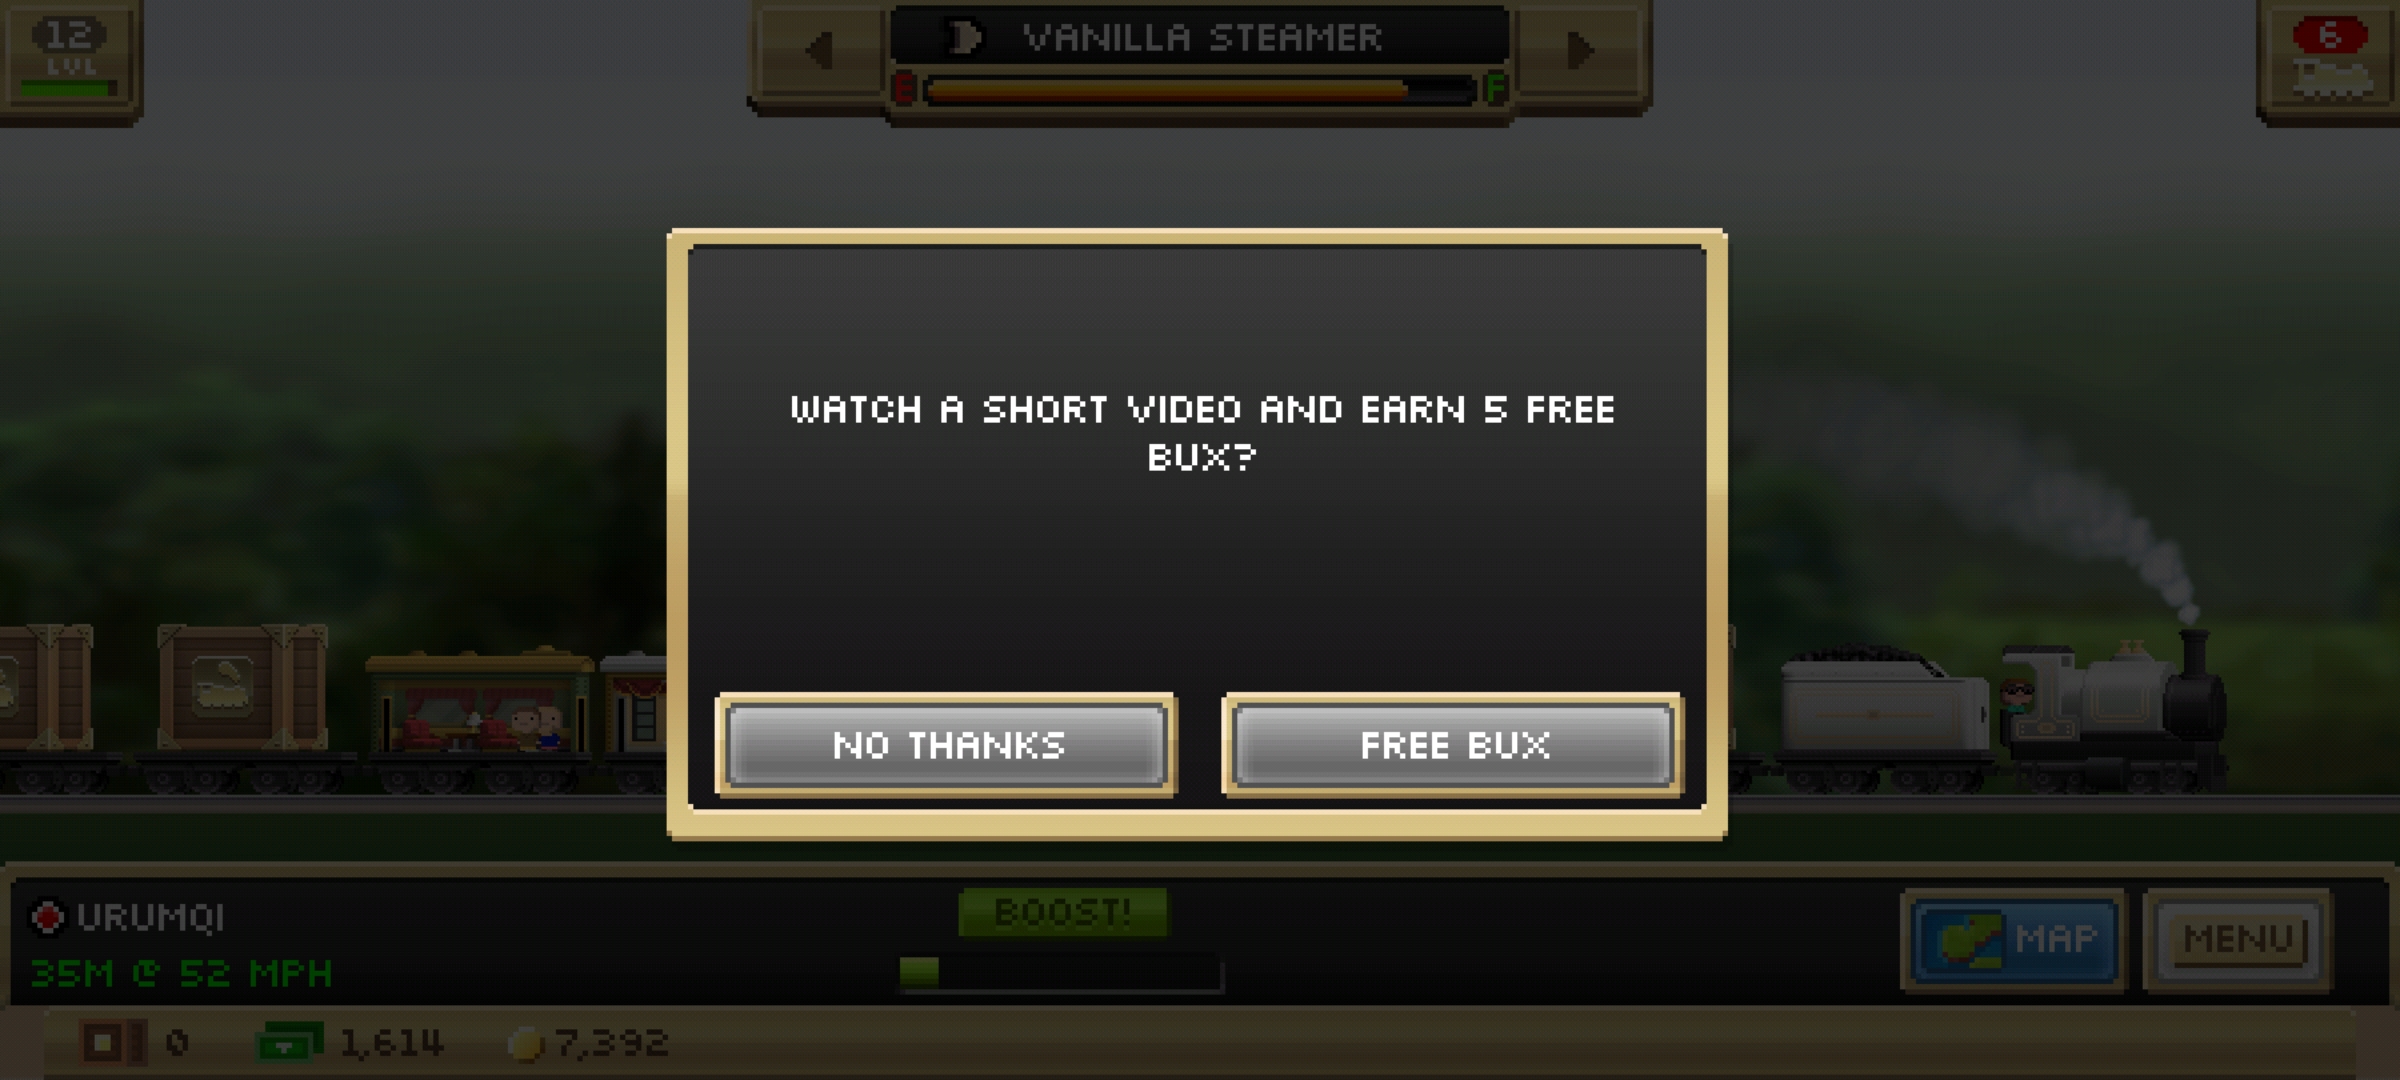 12
LVL
VANILLA STEAMER
E F
6
WATCH A SHORT VIDEO AND EARN 5 FREE
BUX?
NO THANKS
FREE BUX
URUMQI
35M @ 52 MPH
BOOST!
MAP
MENU
0
1,614
7,392